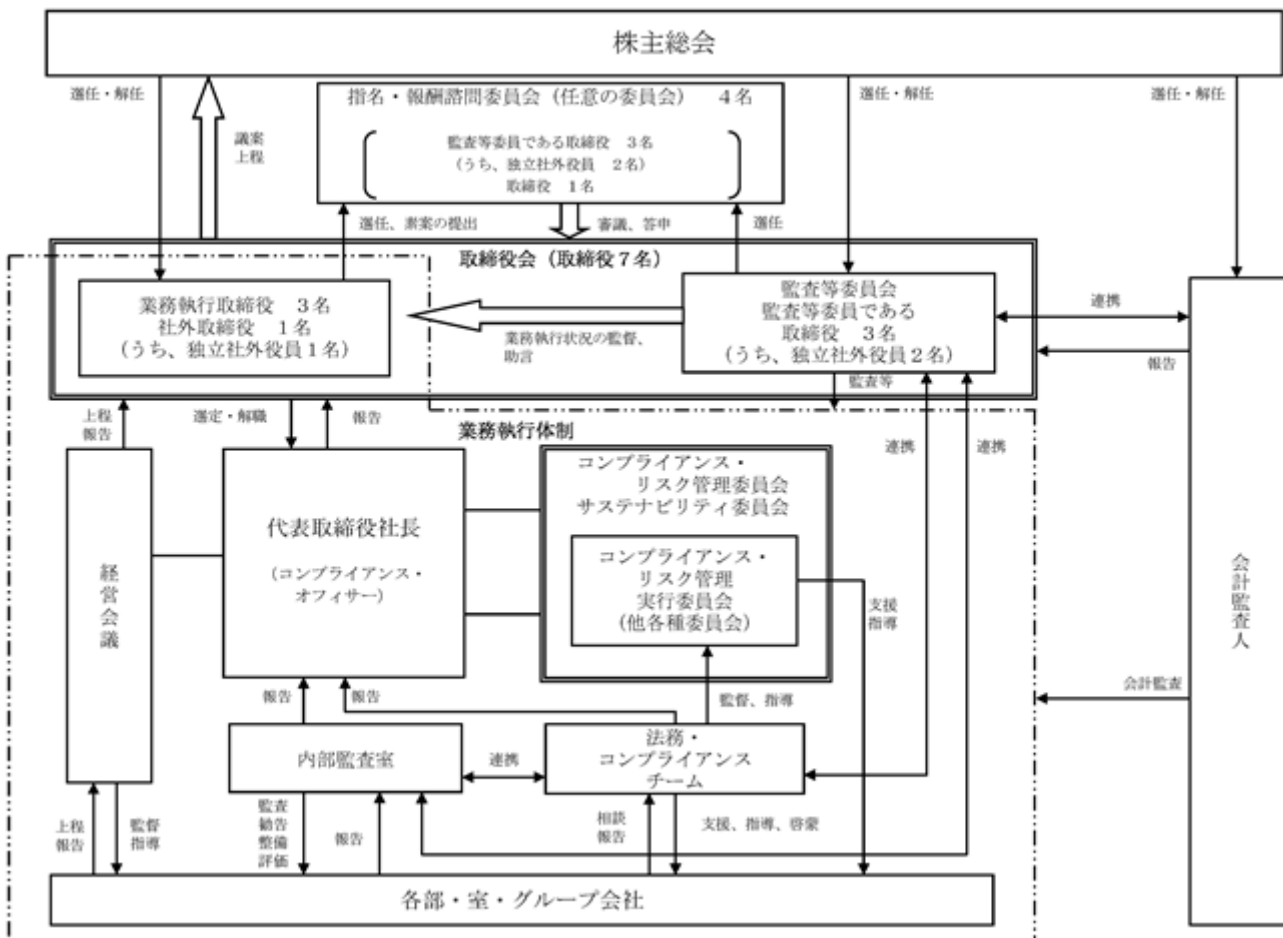 株主総会
選任・解任
議案
上程
指名・報酬諮問委員会（任意の委員会）　４名
監査等委員である取締役　３名
（うち、独立社外役員　２名）
取締役　１名
選任・解任
選任・解任
選任、素案の提出
審議、答申
選任
取締役会（取締役７名）
業務執行取締役　３名
社外取締役　１名
（うち、独立社外役員１名）
業務執行状況の監督、
助言
監査等委員会
監査等委員である
取締役　３名
（うち、独立社外役員２名）
連携
報告
監査等
上程
報告
選定・解職
報告
業務執行体制
連携
連携
経営会議
代表取締役社長
（コンプライアンス・
オフィサー）
コンプライアンス・
リスク管理委員会
サステナビリティ委員会
コンプライアンス・
リスク管理
実行委員会
（他各種委員会）
支援
指導
会計監査人
会計監査
報告
報告
監督、指導
内部監査室
連携
法務・
コンプライアンス
チーム
上程
報告
監督
指導
監査
勧告
整備
評価
報告
相談
報告
支援、指導、啓蒙
各部・室・グループ会社